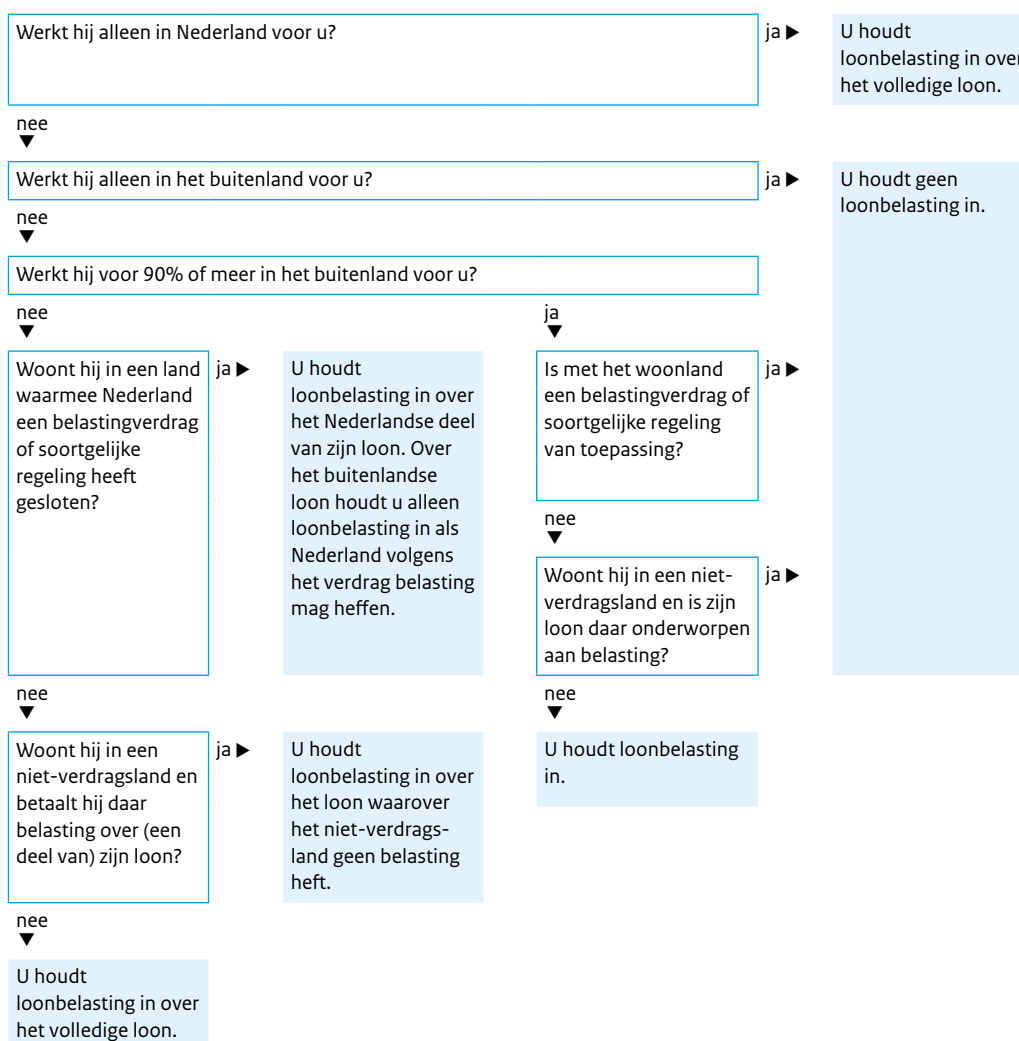 Werkt hij alleen in Nederland voor u?
ja ▶
U houdt
loonbelasting in over
het volledige loon.
nee
▼
Werkt hij alleen in het buitenland voor u?
ja ▶
U houdt geen
loonbelasting in.
nee
▼
Werkt hij voor 90% of meer in het buitenland voor u?
nee
▼
ja
▼
Woont hij in een land
waarmee Nederland
een belastingverdrag
of soortgelijke
regeling heeft
gesloten?
ja ▶
U houdt
loonbelasting in over
het Nederlandse deel
van zijn loon. Over
het buitenlandse
loon houdt u alleen
loonbelasting in als
Nederland volgens
het verdrag belasting
mag heffen.
Is met het woonland
een belastingverdrag of
soortgelijke regeling
van toepassing?
ja ▶
nee
▼
Woont hij in een niet-
verdragsland en is zijn
loon daar onderworpen
aan belasting?
ja ▶
nee
▼
nee
▼
Woont hij in een
niet-verdragsland en
betaalt hij daar
belasting over (een
deel van) zijn loon?
ja ▶
U houdt
loonbelasting in over
het loon waarover
het niet-verdrags-
land geen belasting
heft.
U houdt loonbelasting
in.
nee
▼
U houdt
loonbelasting in over
het volledige loon.